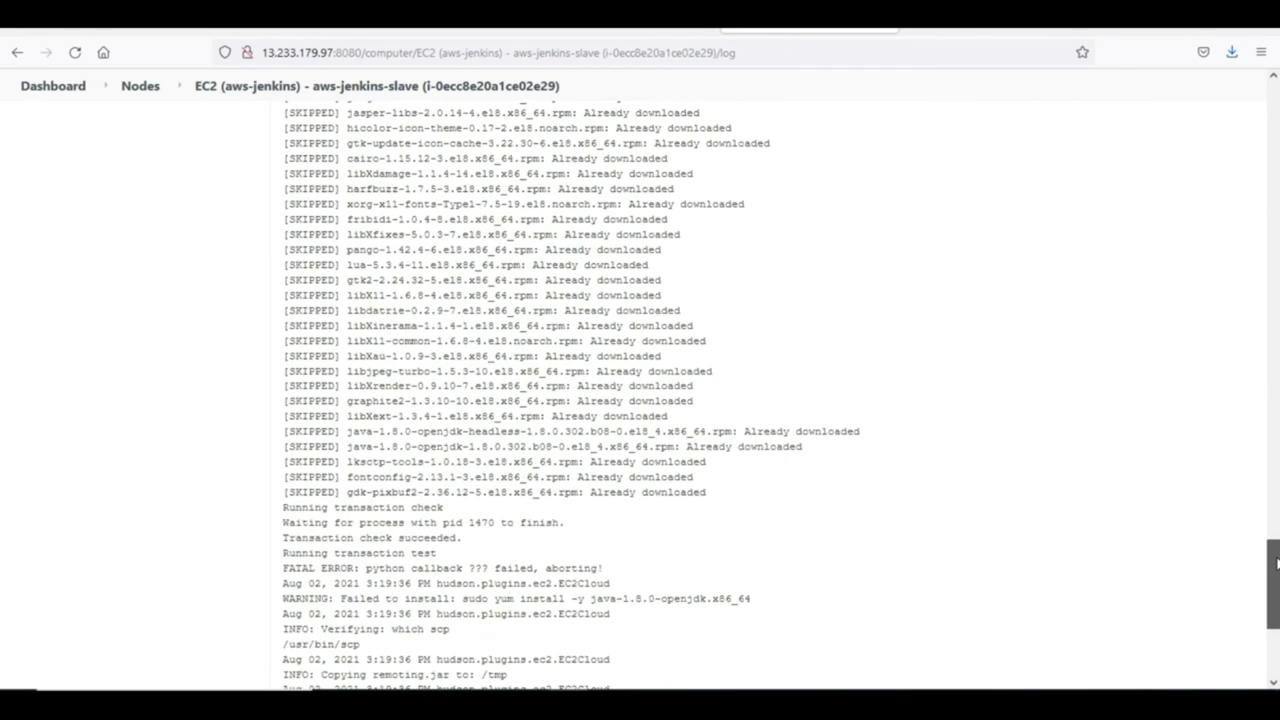 13.233.179.97:8080/computer/EC2 (aws-jenkins) - aws-jenkins-slave (i-0ecc8e20a1ce02e29)/log
Dashboard
Nodes
EC2 (aws-jenkins) - aws-jenkins-slave (i-0ecc8e20a1ce02e29)
[SKIPPED] jasper-libs-2.0.14-4.el8.x86_64.rpm: Already downloaded
[SKIPPED] hicolor-icon-theme-0.17-2.el8.noarch.rpm: Already downloaded
[SKIPPED] gtk-update-icon-cache-3.22.30-6.el8.x86_64.rpm: Already downloaded
[SKIPPED] cairo-1.15.12-3.el8.x86_64.rpm: Already downloaded
[SKIPPED] libXdamage-1.1.4-14.el8.x86_64.rpm: Already downloaded
[SKIPPED] harfbuzz-1.7.5-3.el8.x86_64.rpm: Already downloaded
[SKIPPED] xorg-x11-fonts-Type1-7.5-19.el8.noarch.rpm: Already downloaded
[SKIPPED] fribidi-1.0.4-8.el8.x86_64.rpm: Already downloaded
[SKIPPED] libXfixes-5.0.3-7.el8.x86_64.rpm: Already downloaded
[SKIPPED] pango-1.42.4-6.el8.x86_64.rpm: Already downloaded
[SKIPPED] lua-5.3.4-11.el8.x86_64.rpm: Already downloaded
[SKIPPED] gtk2-2.24.32-5.el8.x86_64.rpm: Already downloaded
[SKIPPED] libX11-1.6.8-4.el8.x86_64.rpm: Already downloaded
[SKIPPED] libdatrie-0.2.9-7.el8.x86_64.rpm: Already downloaded
[SKIPPED] libXinerama-1.1.4-1.el8.x86_64.rpm: Already downloaded
[SKIPPED] libX11-common-1.6.8-4.el8.noarch.rpm: Already downloaded
[SKIPPED] libXau-1.0.9-3.el8.x86_64.rpm: Already downloaded
[SKIPPED] libjpeg-turbo-1.5.3-10.el8.x86_64.rpm: Already downloaded
[SKIPPED] libXrender-0.9.10-7.el8.x86_64.rpm: Already downloaded
[SKIPPED] graphite2-1.3.10-10.el8.x86_64.rpm: Already downloaded
[SKIPPED] libXext-1.3.4-1.el8.x86_64.rpm: Already downloaded
[SKIPPED] java-1.8.0-openjdk-headless-1.8.0.302.b08-0.el8_4.x86_64.rpm: Already downloaded
[SKIPPED] java-1.8.0-openjdk-1.8.0.302.b08-0.el8_4.x86_64.rpm: Already downloaded
[SKIPPED] lksctp-tools-1.0.18-3.el8.x86_64.rpm: Already downloaded
[SKIPPED] fontconfig-2.13.1-3.el8.x86_64.rpm: Already downloaded
[SKIPPED] gdk-pixbuf2-2.36.12-5.el8.x86_64.rpm: Already downloaded
Running transaction check
Waiting for process with pid 1470 to finish.
Transaction check succeeded.
Running transaction test
FATAL ERROR: python callback ??? failed, aborting!
Aug 02, 2021 3:19:36 PM hudson.plugins.ec2.EC2Cloud
WARNING: Failed to install: sudo yum install -y java-1.8.0-openjdk.x86_64
Aug 02, 2021 3:19:36 PM hudson.plugins.ec2.EC2Cloud
INFO: Verifying: which scp
/usr/bin/scp
Aug 02, 2021 3:19:36 PM hudson.plugins.ec2.EC2Cloud
INFO: Copying remoting.jar to: /tmp